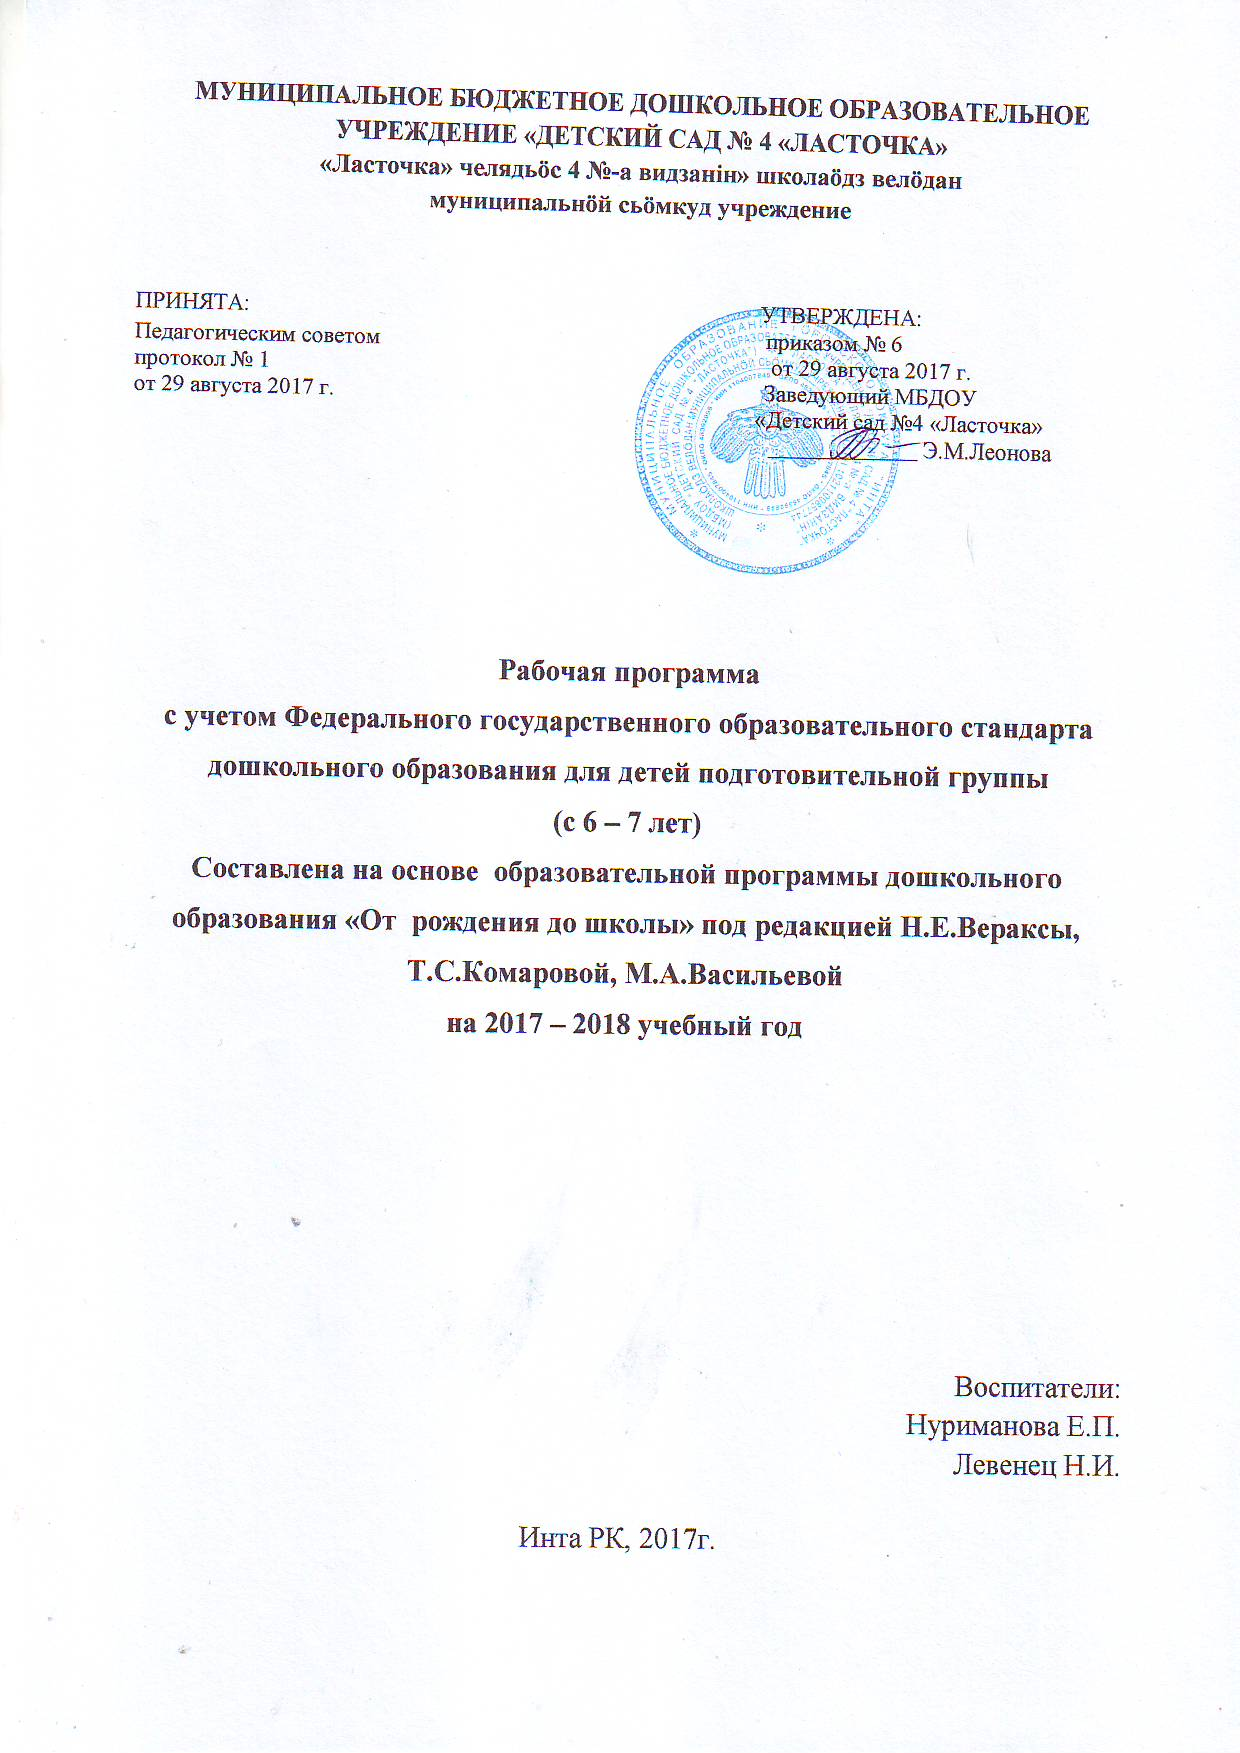 МУНИЦИПАЛЬНОЕ БЮДЖЕТНОЕ ДОШКОЛЬНОЕ ОБРАЗОВАТЕЛЬНОЕ
УЧРЕЖДЕНИЕ «ДЕТСКИЙ САД № 4 «ЛАСТОЧКА»
«Ласточка» челядьöс 4 №-а видзанін» школаöдз велöдан
муниципальнöй сьöмкуд учреждение
ПРИНЯТА:
Педагогическим советом
протокол № 1
от 29 августа 2017 г.
УТВЕРЖДЕНА:
приказом № 6
от 29 августа 2017 г.
Заведующий МБДОУ
«Детский сад №4 «Ласточка»
Э.М.Леонова
Рабочая программа
с учетом Федерального государственного образовательного стандарта
дошкольного образования для детей подготовительной группы
(с 6 – 7 лет)
Составлена на основе образовательной программы дошкольного
образования «От рождения до школы» под редакцией Н.Е.Вераксы,
Т.С.Комаровой, М.А.Васильевой
на 2017 – 2018 учебный год
Воспитатели:
Нуриманова Е.П.
Левенец Н.И.
Инта РК, 2017г.